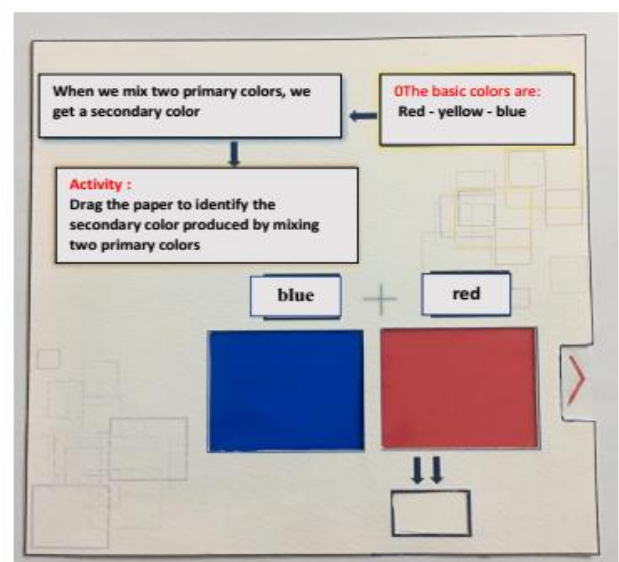 0The basic colors are:
Red - yellow - blue
When we mix two primary colors, we
get a secondary color
Activity :
Drag the paper to identify the
secondary color produced by mixing
two primary colors
blue
red